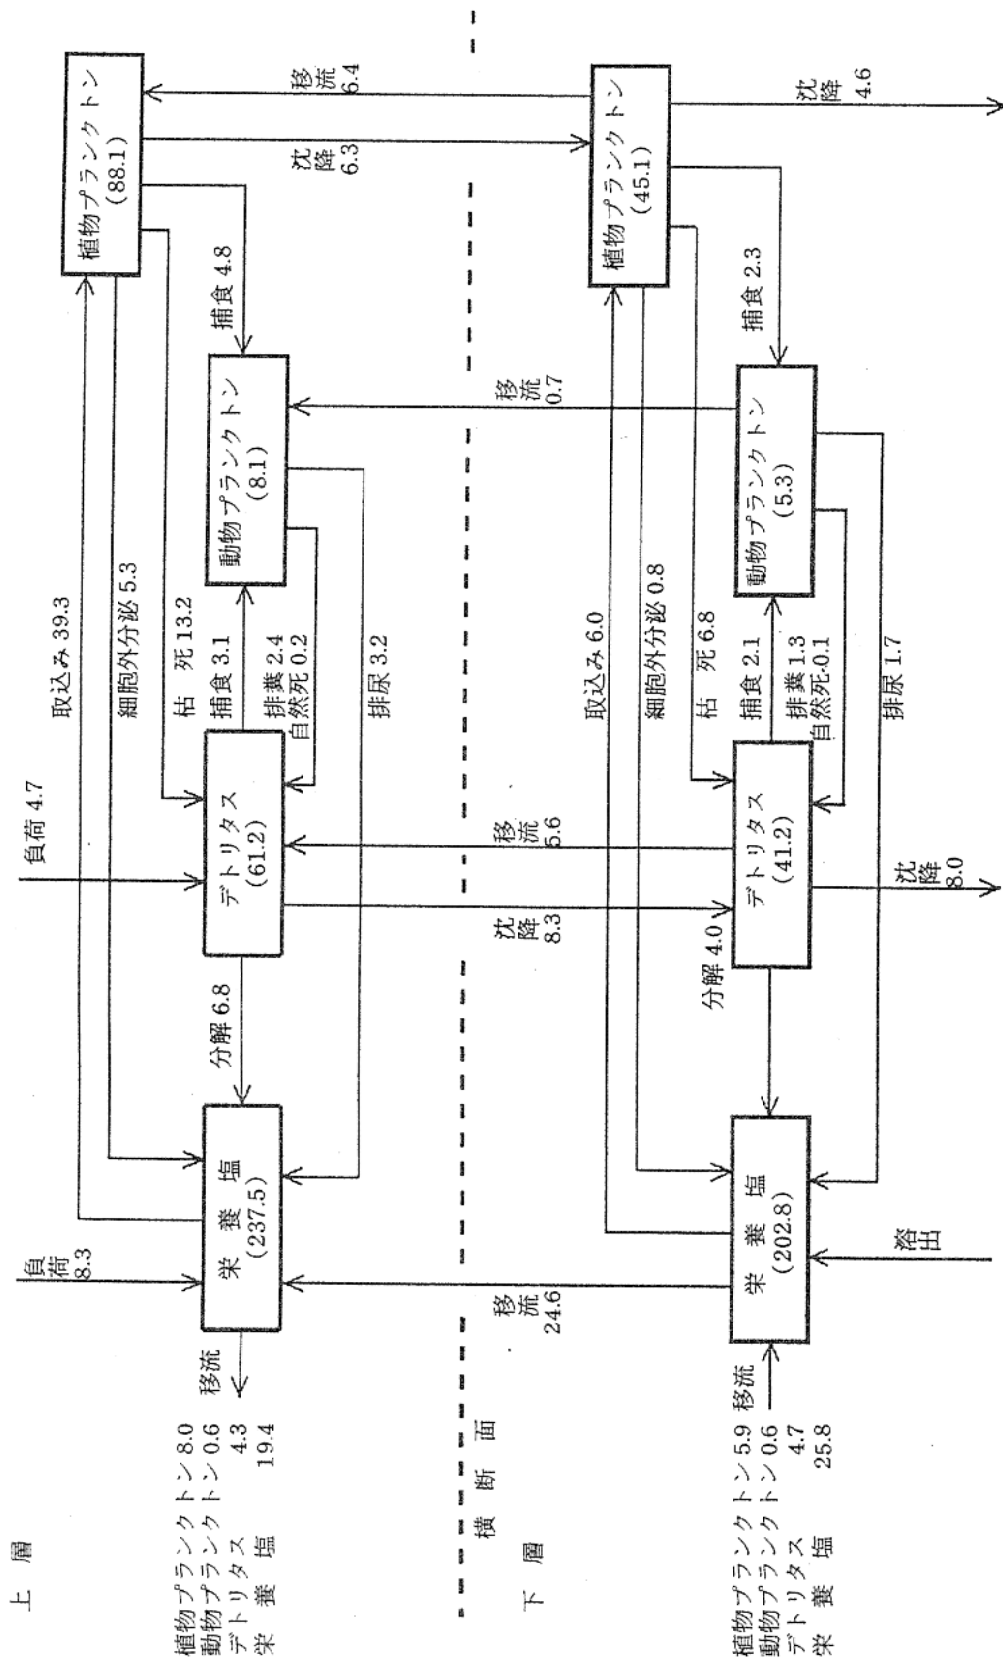 上 層
負荷 4.7
負荷
8.3
取込み 39.3
細胞外分泌 5.3
枯 死 13.2
捕食 3.1
排糞 2.4
自然死 0.2
排尿 3.2
捕食 4.8
分解 6.8
植物プランクトン
(88.1)
動物プランクトン
(8.1)
デトリタス
(61.2)
栄 養 塩
(237.5)
移流
植物プランクトン 8.0
動物プランクトン 0.6
デトリタス 4.3
栄 養 塩 19.4
横 断 面
移流
24.6
沈降
8.3
移流
5.6
移流
0.7
沈降
6.3
移流
6.4
下 層
取込み 6.0
細胞外分泌 0.8
枯 死 6.8
捕食 2.1
排糞 1.3
自然死 0.1
排尿 1.7
捕食 2.3
分解 4.0
植物プランクトン
(45.1)
動物プランクトン
(5.3)
デトリタス
(41.2)
栄 養 塩
(202.8)
移流
植物プランクトン 5.9
動物プランクトン 0.6
デトリタス 4.7
栄 養 塩 25.8
溶出
沈降
8.0
沈降
4.6